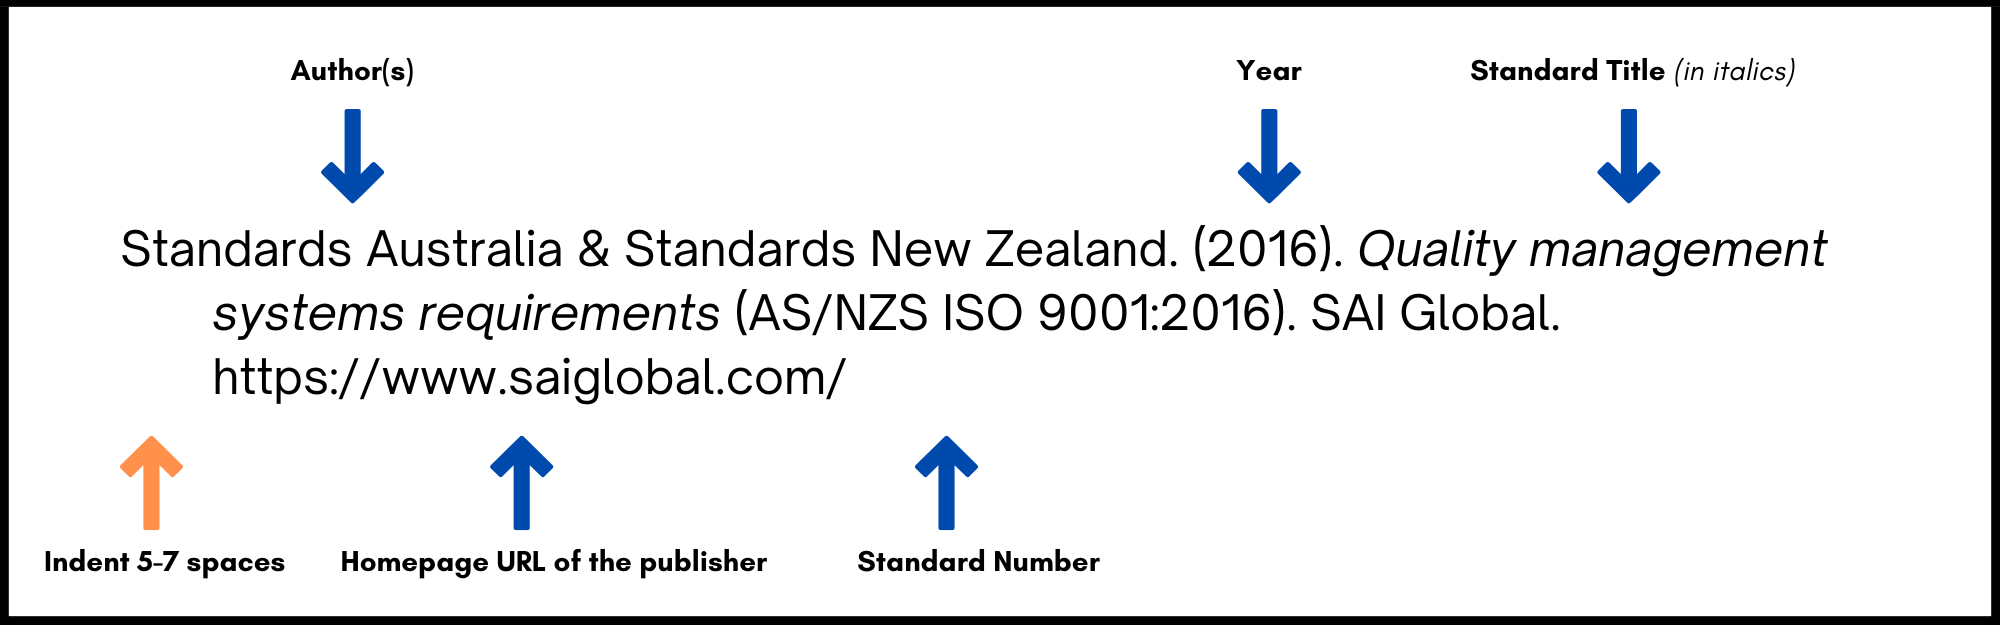 Author(s)
Year
Standard Title (in italics)
Standards Australia & Standards New Zealand. (2016). Quality management
systems requirements (AS/NZS ISO 9001:2016). SAI Global.
https://www.saiglobal.com/
Indent 5-7 spaces
Homepage URL of the publisher
Standard Number